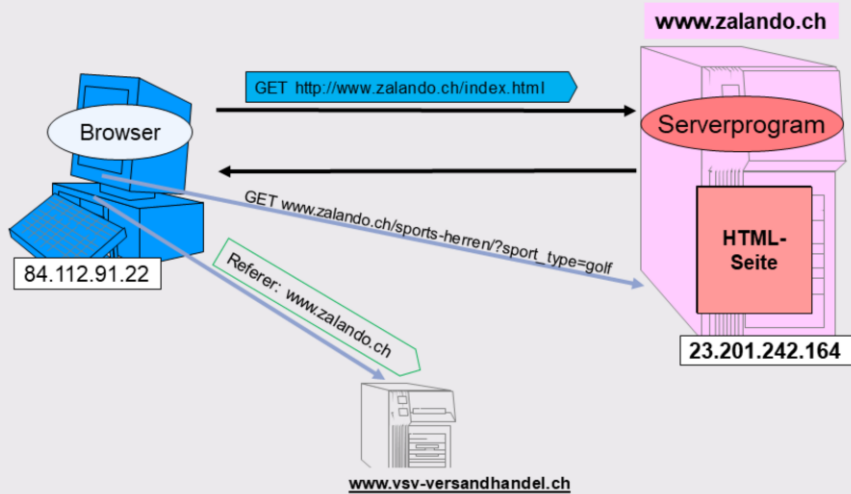 www.zalando.ch
GET http://www.zalando.ch/index.html
Browser
Serverprogram
GET www.zalando.ch/sports-herren/?sport_type=golf
HTML-
Seite
84.112.91.22
Referer: www.zalando.ch
23.201.242.164
www.vsv-versandhandel.ch